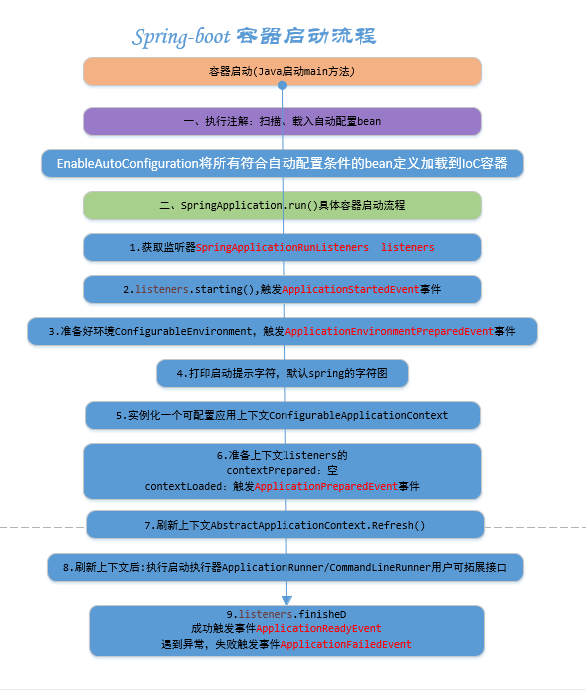 Spring-boot 容器启动流程
容器启动(Java启动main方法)
一、执行注解：扫描、载入自动配置bean
EnableAutoConfiguration将所有符合自动配置条件的bean定义加载到IoC容器
二、SpringApplication.run()具体容器启动流程
1.获取监听器SpringApplicationRunListeners listeners
2.listeners.starting(),触发ApplicationStartedEvent事件
3.准备好环境ConfigurableEnvironment, 触发ApplicationEnvironmentPreparedEvent事件
4.打印启动提示字符, 默认spring的字符图
5.实例化一个可配置应用上下文ConfigurableApplicationContext
6.准备上下文listeners的
contextPrepared：空
contextLoaded：触发ApplicationPreparedEvent事件
7.刷新上下文AbstractApplicationContext.Refresh()
8.刷新上下文后:执行启动执行器ApplicationRunner/CommandLineRunner用户可拓展接口
9.listeners.finisheD
成功触发事件ApplicationReadyEvent
遇到异常, 失败触发事件ApplicationFailedEvent